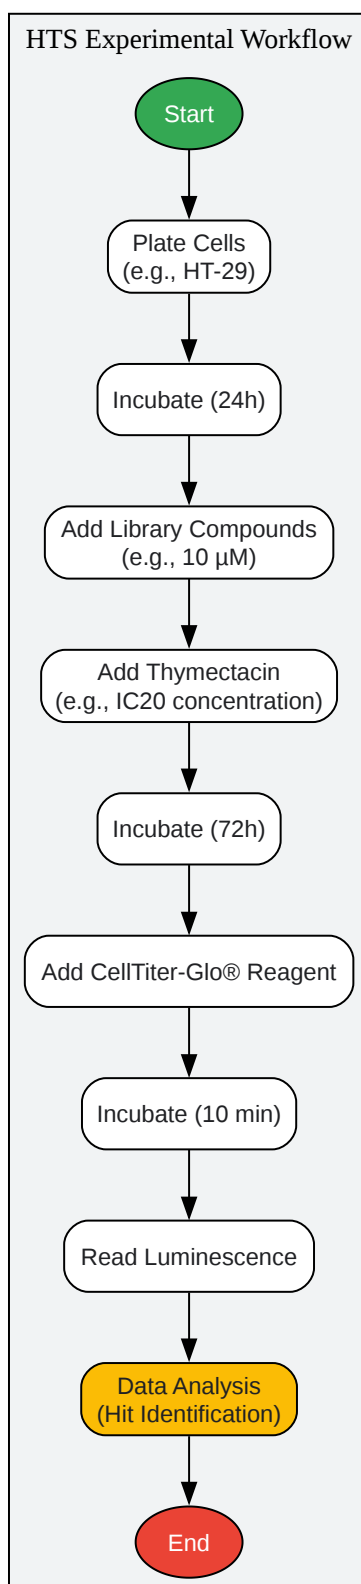 HTS Experimental Workflow
Start
Plate Cells
(e.g., HT-29)
Incubate (24h)
Add Library Compounds
(e.g., 10 µM)
Add Thymectacin
(e.g., IC20 concentration)
Incubate (72h)
Add CellTiter-Glo® Reagent
Incubate (10 min)
Read Luminescence
Data Analysis
(Hit Identification)
End